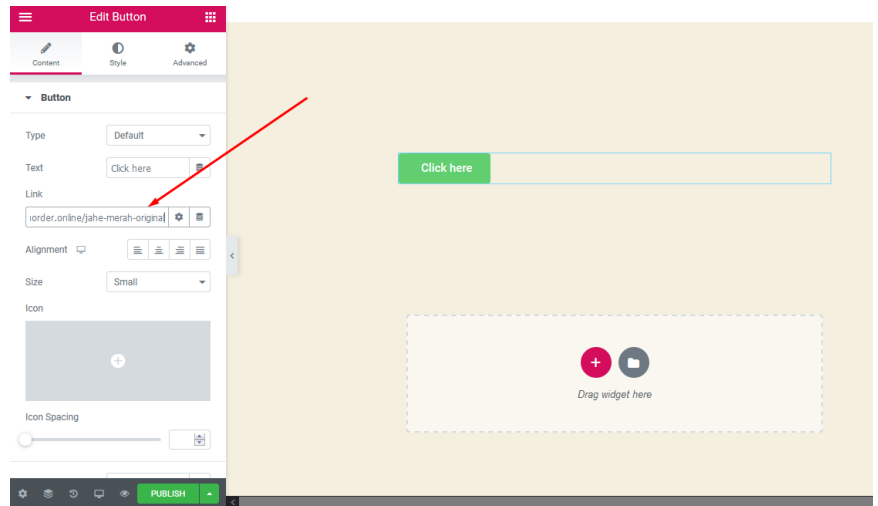 Edit Button
Content
Style
Advanced
Button
Type
Default
Text
Click here
Link
order.online/jahe-merah-original
Alignment
Size
Small
Icon
Icon Spacing
PUBLISH
Click here
Drag widget here